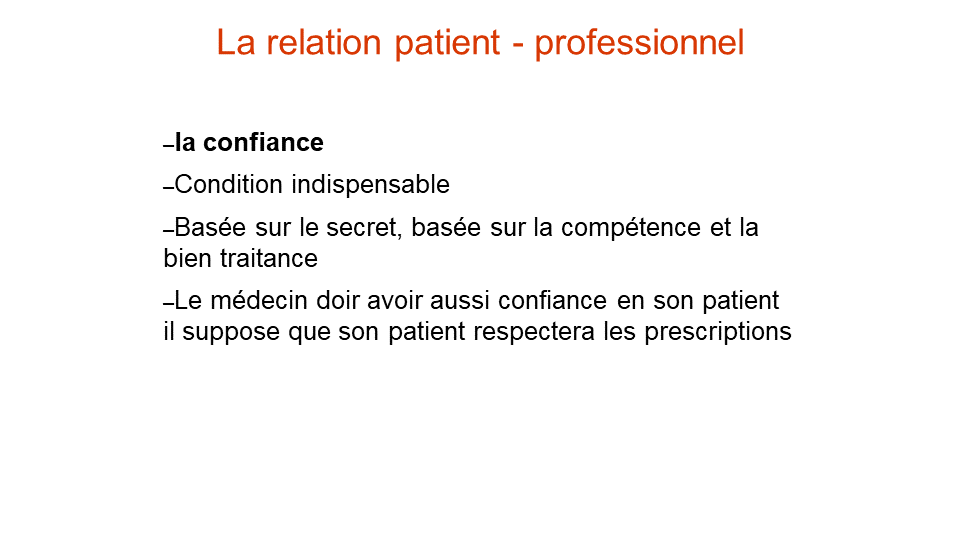 La relation patient - professionnel
–la confiance
–Condition indispensable
–Basée sur le secret, basée sur la compétence et la
bien traitance
–Le médecin doir avoir aussi confiance en son patient
il suppose que son patient respectera les prescriptions